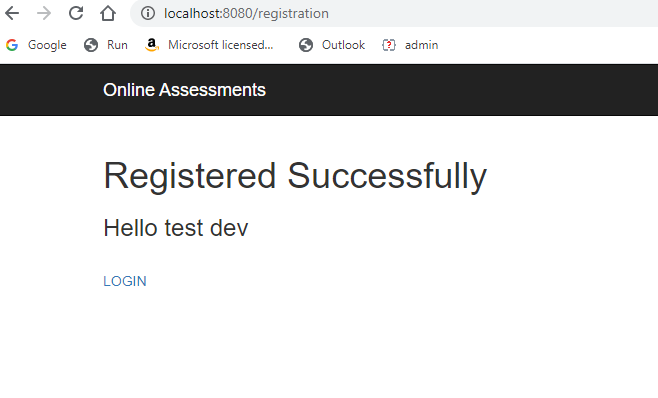 localhost:8080/registration
Google Run Microsoft licensed... Outlook admin
Online Assessments
Registered Successfully
Hello test dev
LOGIN